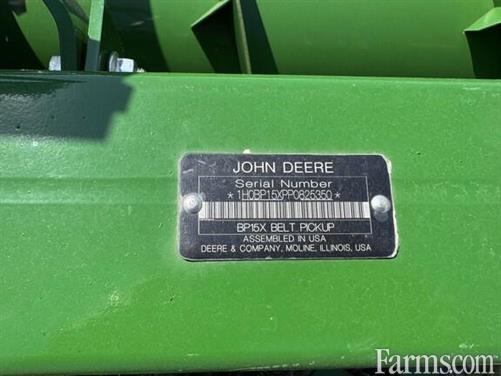 JOHN DEERE
Serial Number
*1H0BP15XPP0825350*
BP15X BELT PICKUP
ASSEMBLED IN USA
DEERE & COMPANY, MOLINE, ILLINOIS, USA
Farms.com